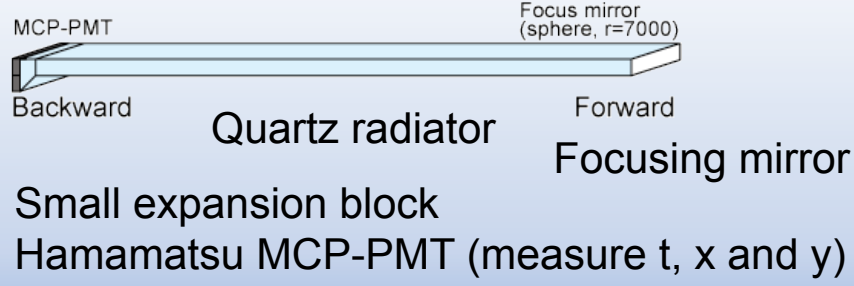 Focus mirror
(sphere, r=7000)
MCP-PMT
Backward
Forward
Quartz radiator
Focusing mirror
Small expansion block
Hamamatsu MCP-PMT (measure t, x and y)